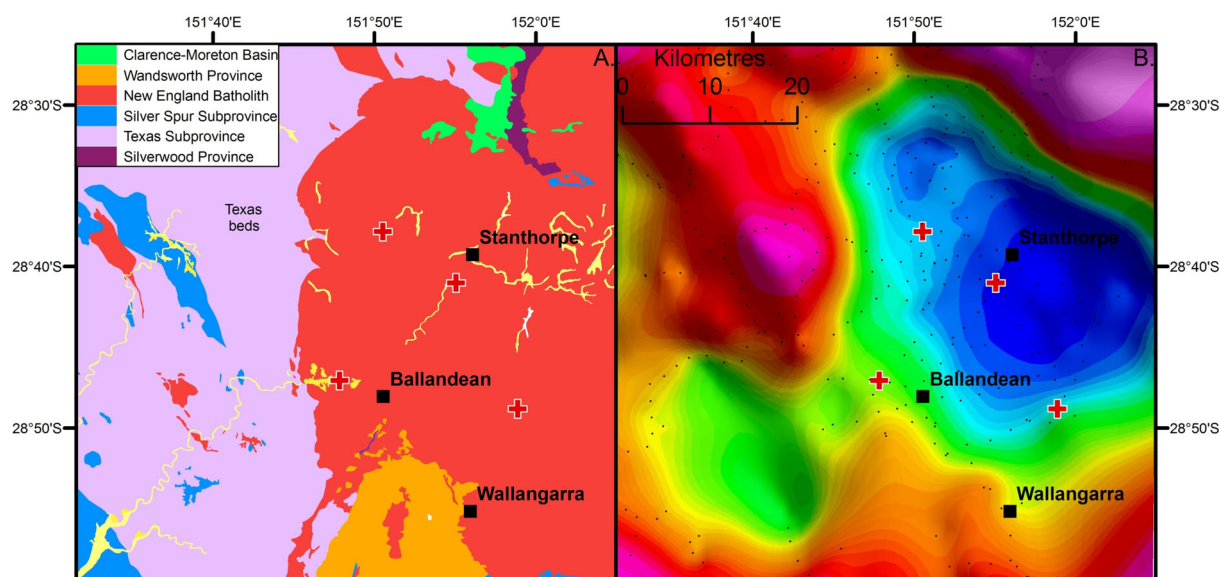 151°40'E 151°50'E 152°0'E 151°40'E 151°50'E 152°0'E
Clarence-Moreton Basin
Wandsworth Province
New England Batholith
Silver Spur Subprovince
Texas Subprovince
Silverwood Province
A.
Kilometres
0 10 20
B.
28°30'S 28°30'S
Texas
beds
Stanthorpe Stanthorpe
28°40'S 28°40'S
Ballandean Ballandean
28°50'S 28°50'S
Wallangarra Wallangarra